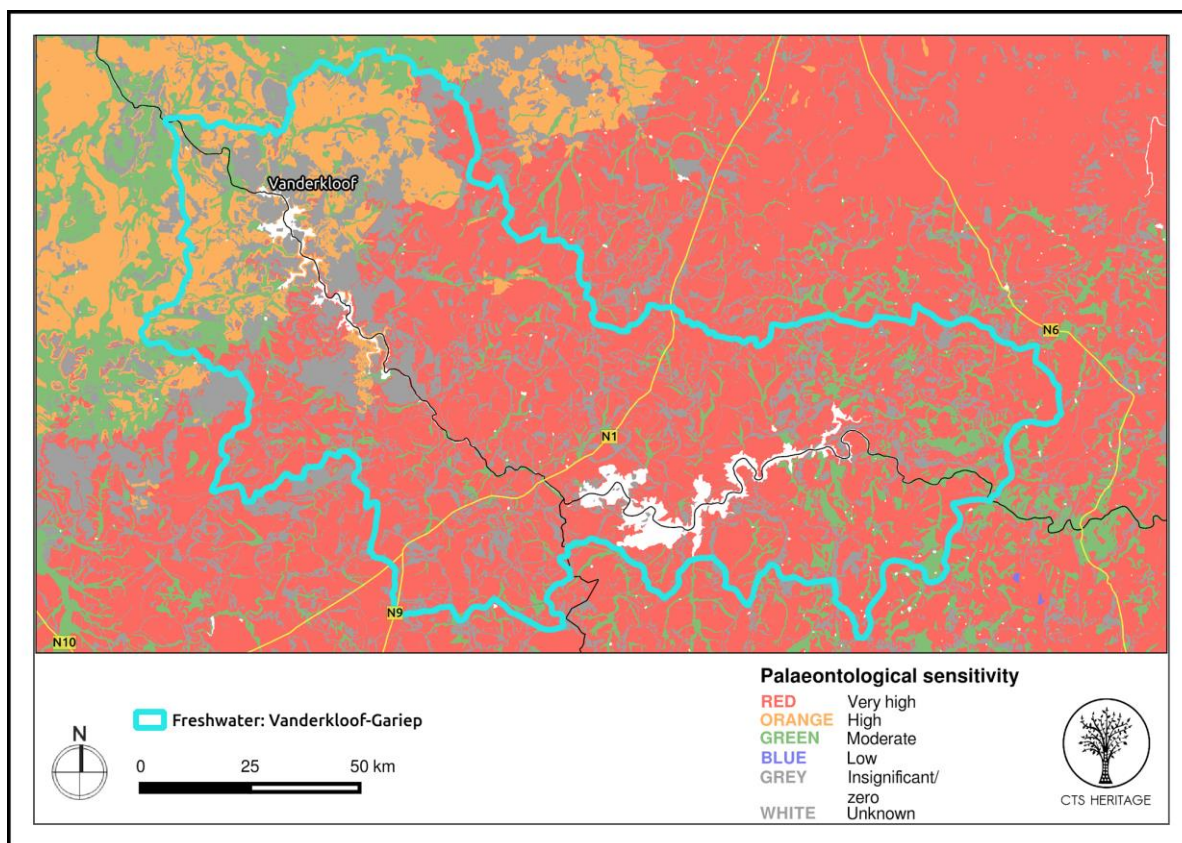 Vanderkloof
N6
N1
N9
N10
Freshwater: Vanderkloof-Gariep
N
0 25 50 km
Palaeontological sensitivity
RED Very high
ORANGE High
GREEN Moderate
BLUE Low
GREY Insignificant/
zero
WHITE Unknown
CTS HERITAGE